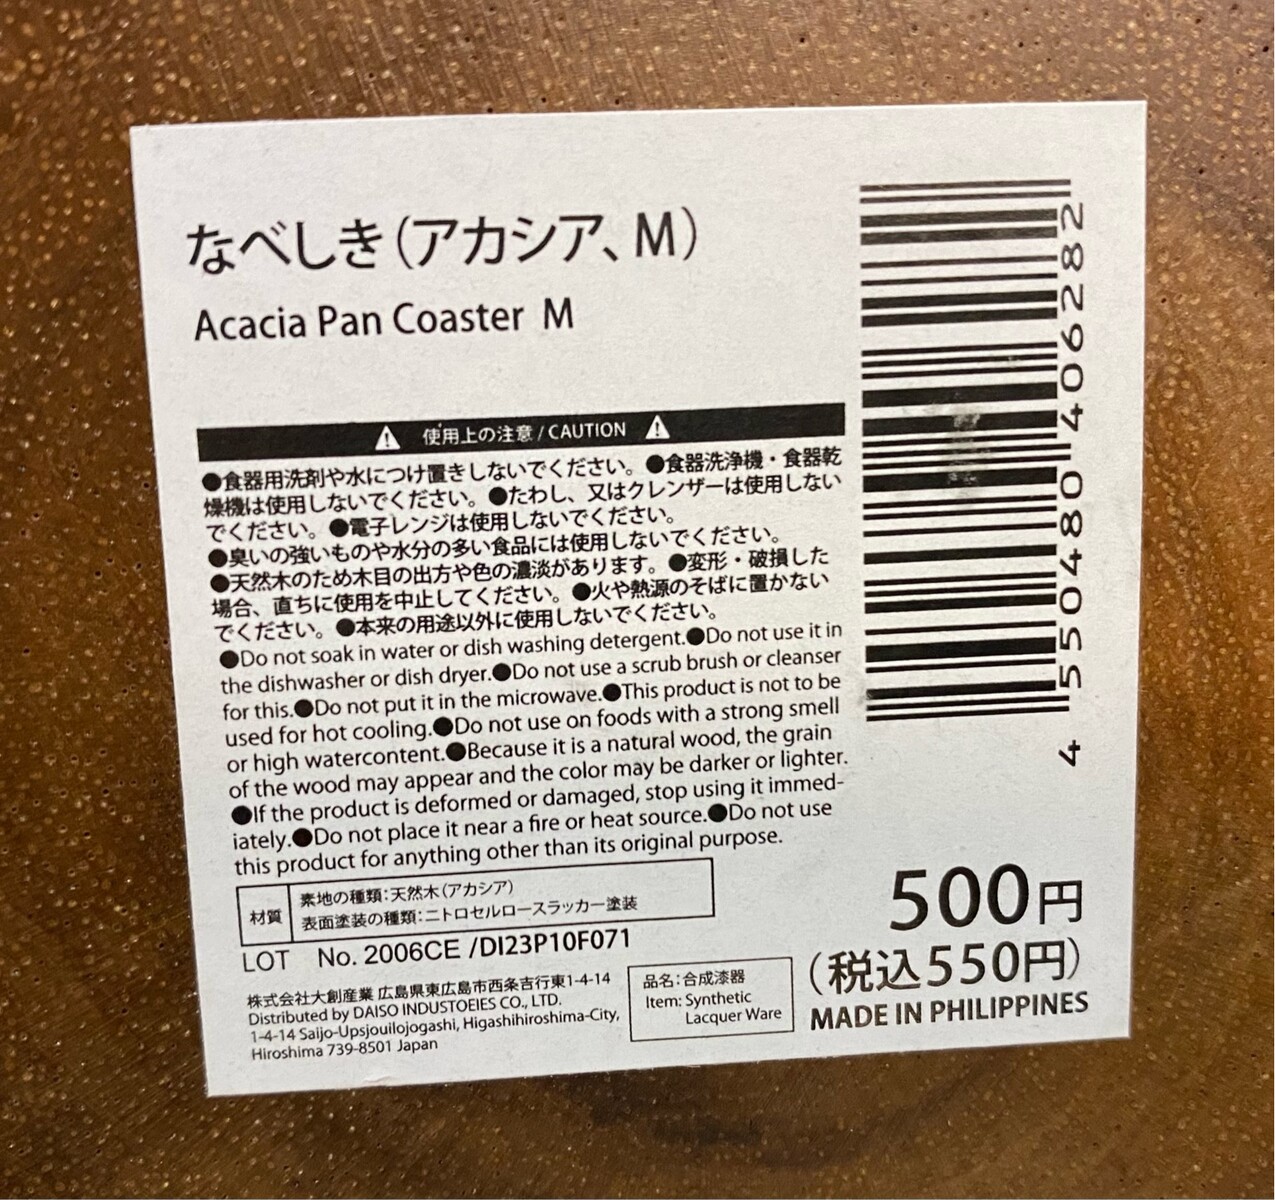 なべしき（アカシア、M）
Acacia Pan Coaster M
使用上の注意 / CAUTION
●食器用洗剤や水につけ置きしないでください。●食器洗浄機・食器乾
燥機は使用しないでください。●たわし、又はクレンザーは使用しない
でください。●電子レンジは使用しないでください。
●臭いの強いものや水分の多い食品には使用しないでください。
●天然木のため木目の出方や色の濃淡があります。●変形・破損した
場合、直ちに使用を中止してください。●火や熱源のそばに置かない
でください。●本来の用途以外に使用しないでください。
●Do not soak in water or dish washing detergent.●Do not use it in
the dishwasher or dish dryer.●Do not use a scrub brush or cleanser
for this.●Do not put it in the microwave.●This product is not to be
used for hot cooling.●Do not use on foods with a strong smell
or high watercontent.●Because it is a natural wood, the grain
of the wood may appear and the color may be darker or lighter.
●If the product is deformed or damaged, stop using it immed-
iately.●Do not place it near a fire or heat source.●Do not use
this product for anything other than its original purpose.
材質
素地の種類：天然木（アカシア）
表面塗装の種類：ニトロセルロースラッカー塗装
LOT No. 2006CE /DI23P10F071
株式会社大創産業 広島県東広島市西条吉行東1-4-14
Distributed by DAISO INDUSTOEIES CO., LTD.
1-4-14 Saijo-Upsjouilojogashi, Higashihiroshima-City,
Hiroshima 739-8501 Japan
品名：合成漆器
Item: Synthetic
Lacquer Ware
4 550480 406282
500円
（税込550円）
MADE IN PHILIPPINES